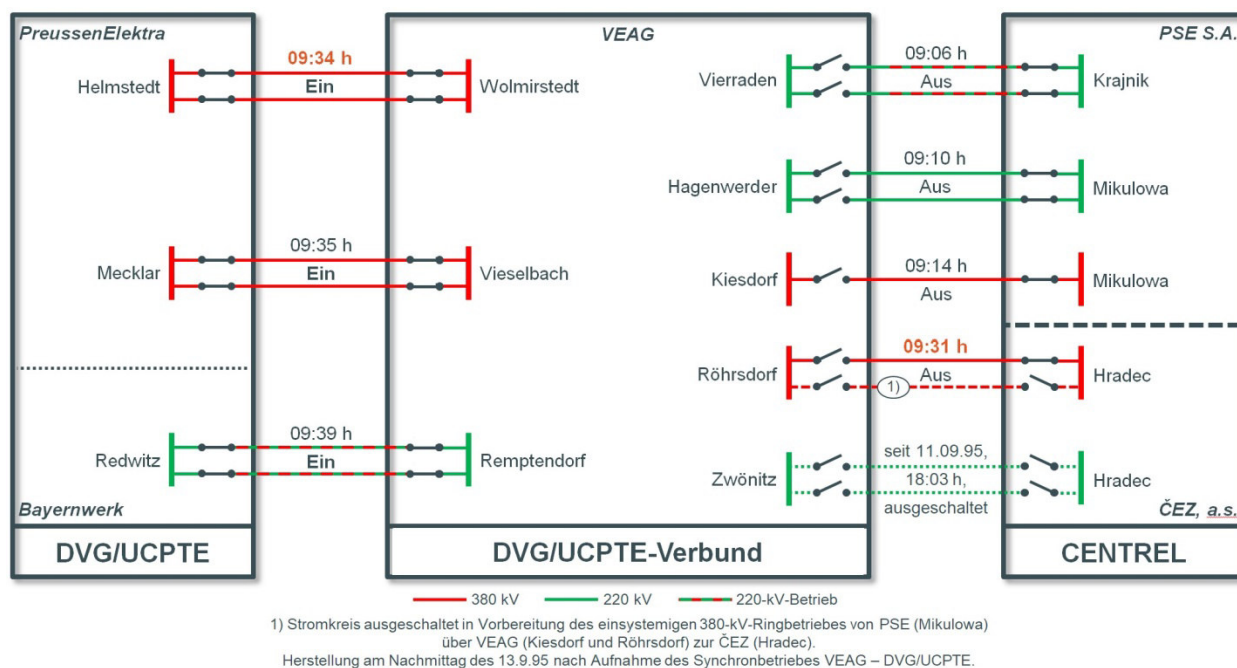 PreussenElektra
VEAG
PSE S.A.
Helmstedt
09:34 h
Ein
Wolmirstedt
Vierraden
09:06 h
Aus
Krajnik
Hagenwerder
09:10 h
Aus
Mikulowa
Mecklar
09:35 h
Ein
Vieselbach
Kiesdorf
09:14 h
Aus
Mikulowa
Röhrsdorf
09:31 h
Aus
1)
Hradec
Redwitz
09:39 h
Ein
Remptendorf
Zwönitz
seit 11.09.95,
18:03 h,
ausgeschaltet
Hradec
Bayernwerk
ČEZ, a.s.
DVG/UCPTE
DVG/UCPTE-Verbund
CENTREL
380 kV
220 kV
220-kV-Betrieb
1) Stromkreis ausgeschaltet in Vorbereitung des einsystemigen 380-kV-Ringbetriebes von PSE (Mikulowa)
über VEAG (Kiesdorf und Röhrsdorf) zur ČEZ (Hradec).
Herstellung am Nachmittag des 13.9.95 nach Aufnahme des Synchronbetriebes VEAG – DVG/UCPTE.